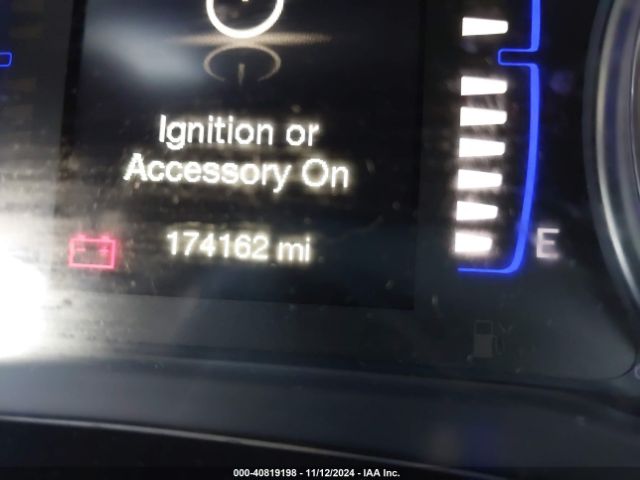 Ignition or
Accessory On
174162 mi
E
000-40819198 - 11/12/2024 - IAA Inc.